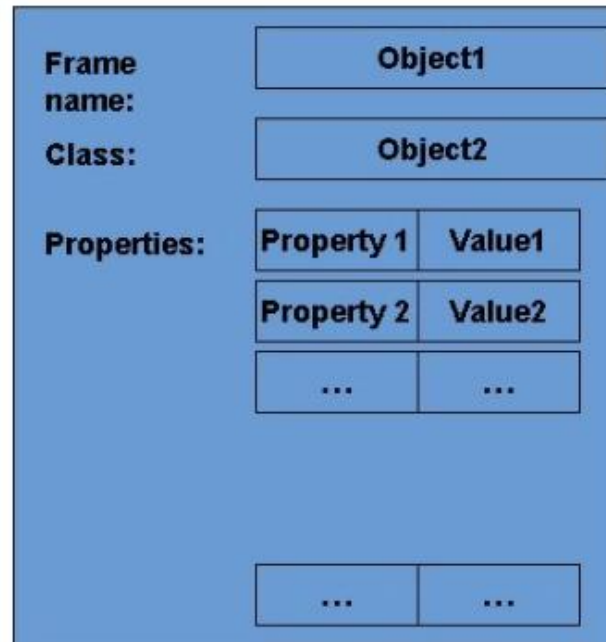 Frame Object1
name:
Class: Object2
Properties: Property 1 Value1
Property 2 Value2
... ...
... ...